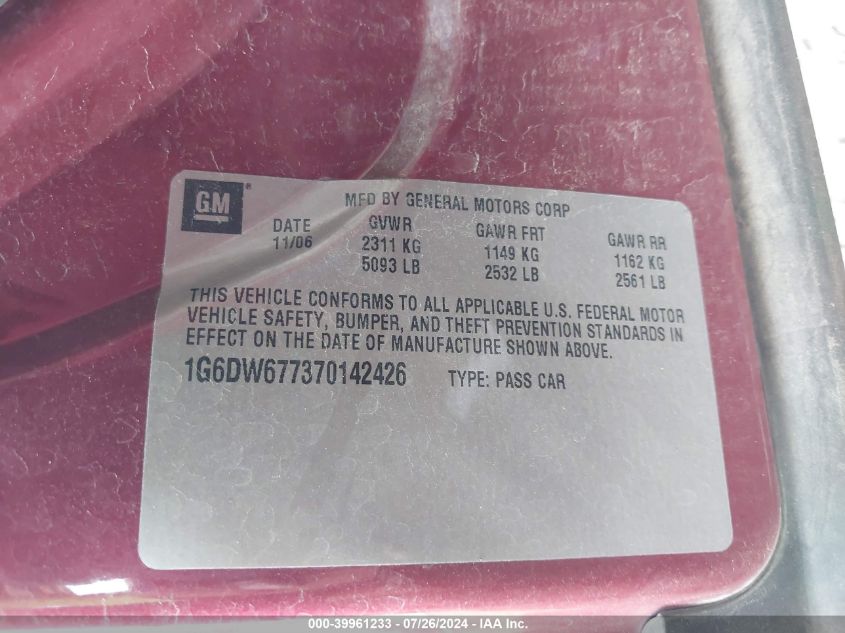 GM ®
MFD BY GENERAL MOTORS CORP
DATE GVWR GAWR FRT GAWR RR
11/06 2311 KG 1149 KG 1162 KG
5093 LB 2532 LB 2561 LB
THIS VEHICLE CONFORMS TO ALL APPLICABLE U.S. FEDERAL MOTOR
VEHICLE SAFETY, BUMPER, AND THEFT PREVENTION STANDARDS IN
EFFECT ON THE DATE OF MANUFACTURE SHOWN ABOVE.
1G6DW677370142426 TYPE: PASS CAR
000-39961233 - 07/26/2024 - IAA Inc.